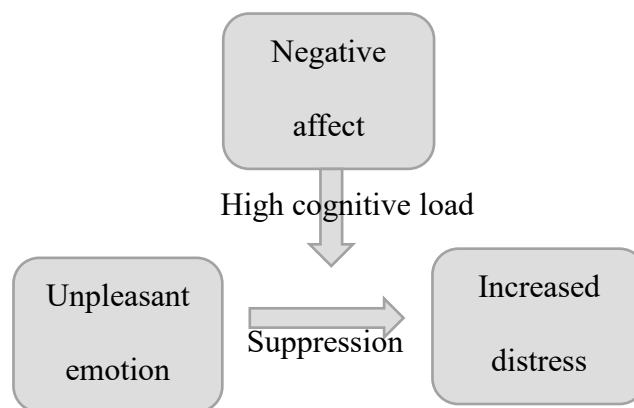 Negative
affect
High cognitive load
Unpleasant
emotion
Suppression
Increased
distress